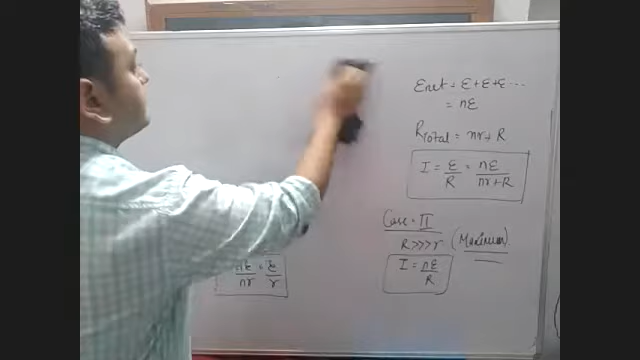 Enet = ε + ε + ε ....
= nε
RTotal = nr + R
I = ε/R = nε/nr+R
Case - II
R >>> r (Maximum)
I = nε/R
nε/nr = ε/r